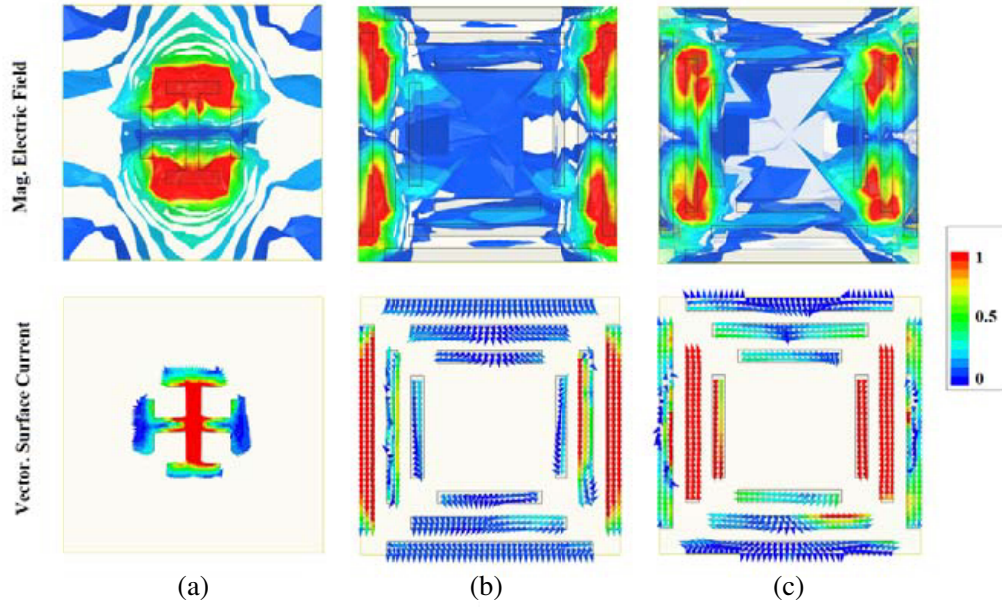 Mag. Electric Field
Vector. Surface Current
1
0.5
0
(a)
(b)
(c)